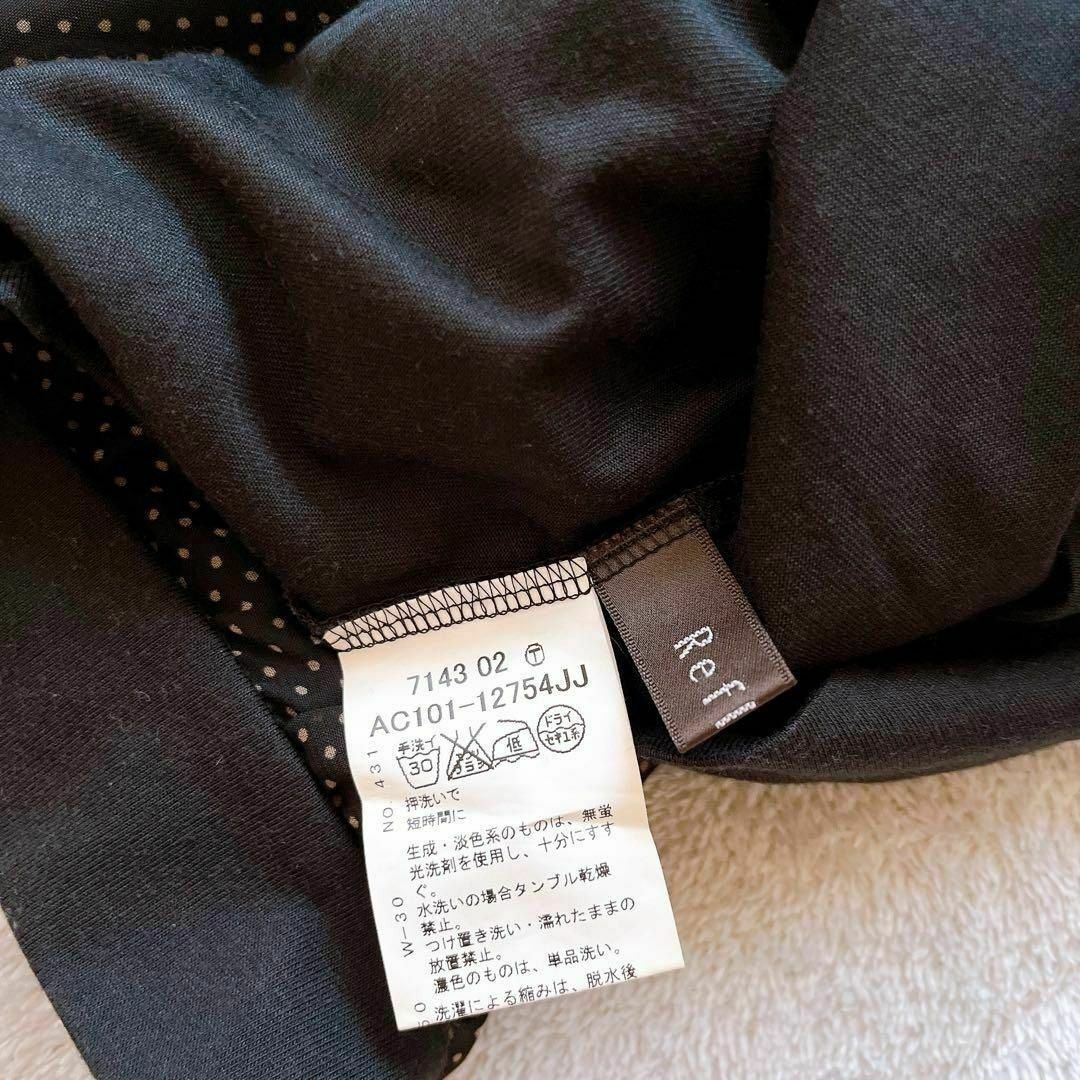 7143 02 Ⓣ
AC101-12754JJ
手洗イ
30
低
ドライ
セキユ系
NO. 431
押洗いで
短時間に
生成・淡色系のものは、無蛍
光洗剤を使用し、十分にすす
ぐ。
W-30
水洗いの場合タンブル乾燥
禁止。
つけ置き洗い・濡れたままの
放置禁止。
濃色のものは、単品洗い。
洗濯による縮みは、脱水後
Ref